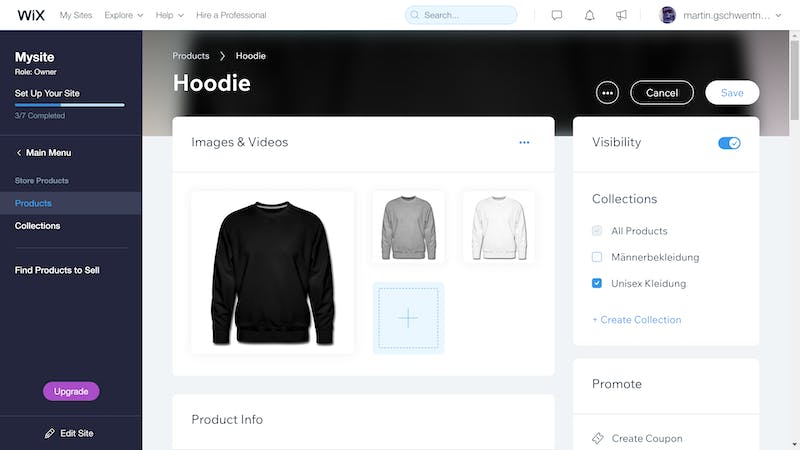 WiX My Sites Explore Help Hire a Professional Search... martin.gschwentn...
Mysite
Role: Owner
Set Up Your Site
3/7 Completed
Main Menu
Store Products
Products
Collections
Find Products to Sell
Upgrade
Edit Site
Products Hoodie
Hoodie
Cancel Save
Images & Videos
Product Info
Visibility
Collections
All Products
Männerbekleidung
Unisex Kleidung
+ Create Collection
Promote
Create Coupon